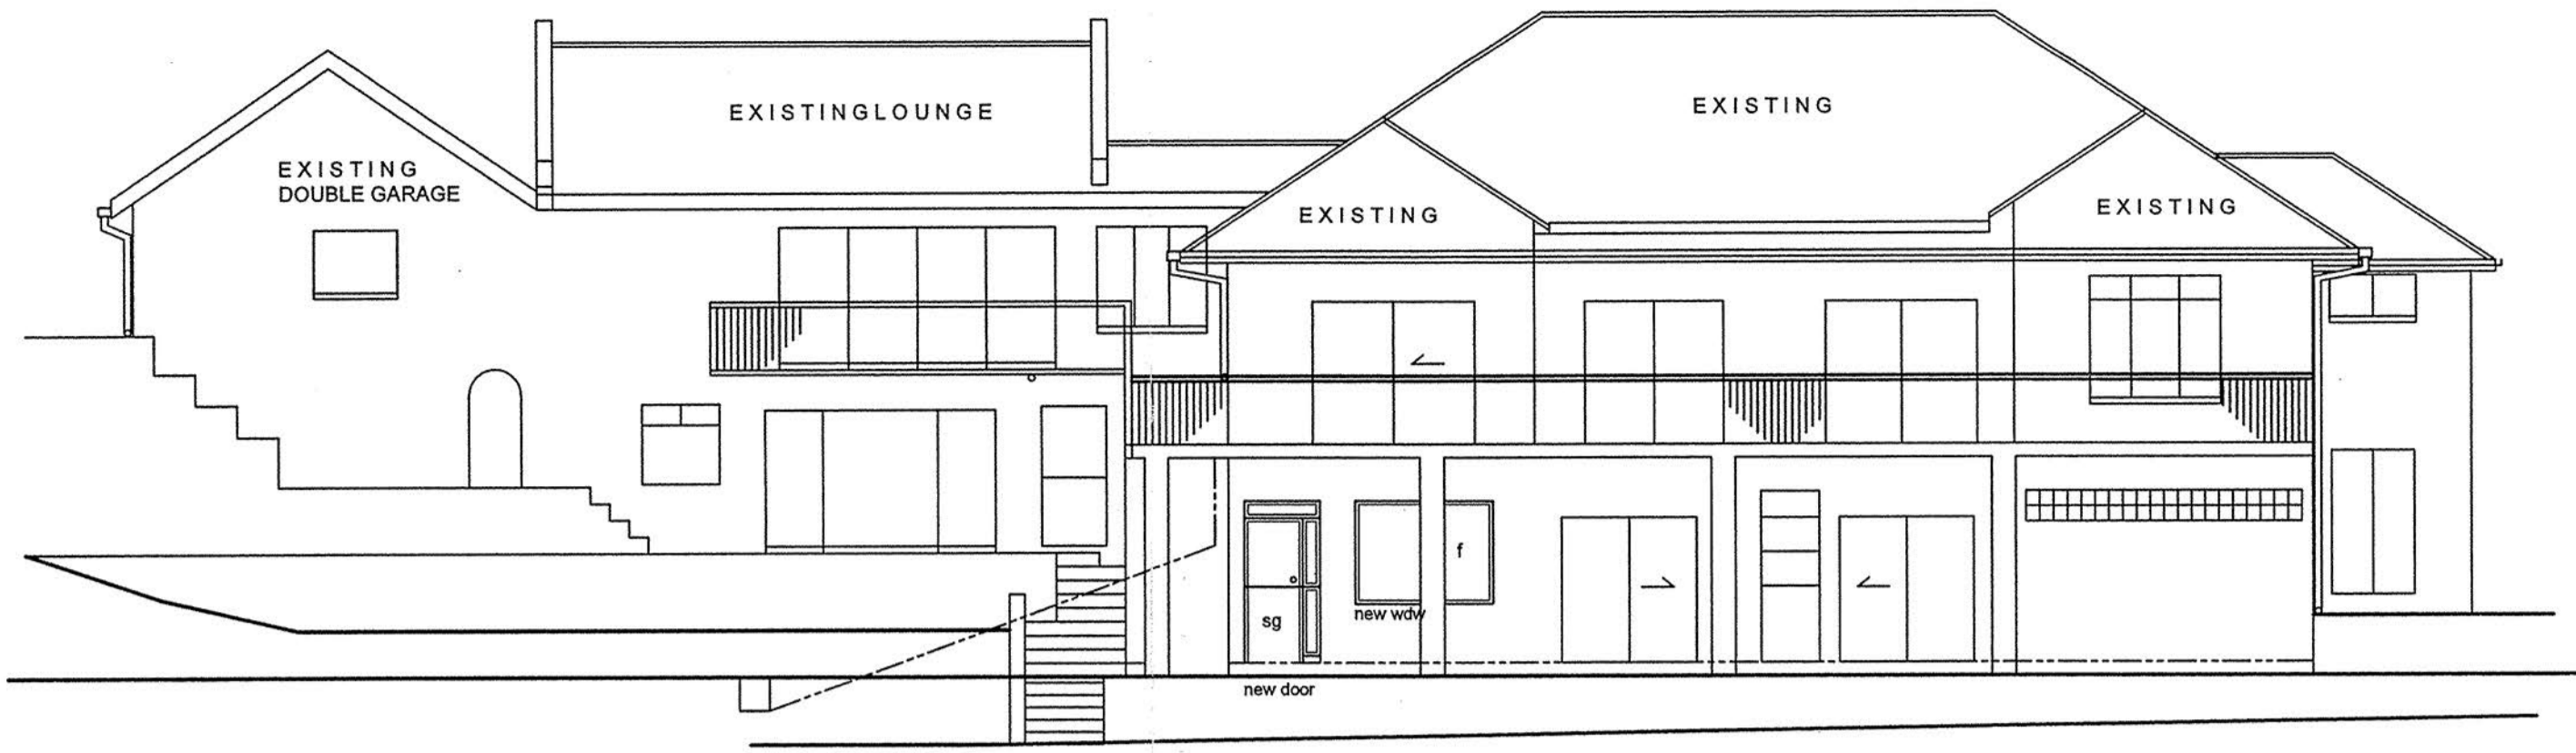 EXISTINGLOUNGE
EXISTING
EXISTING
DOUBLE GARAGE
EXISTING
EXISTING
f
new wdw
sg
new door